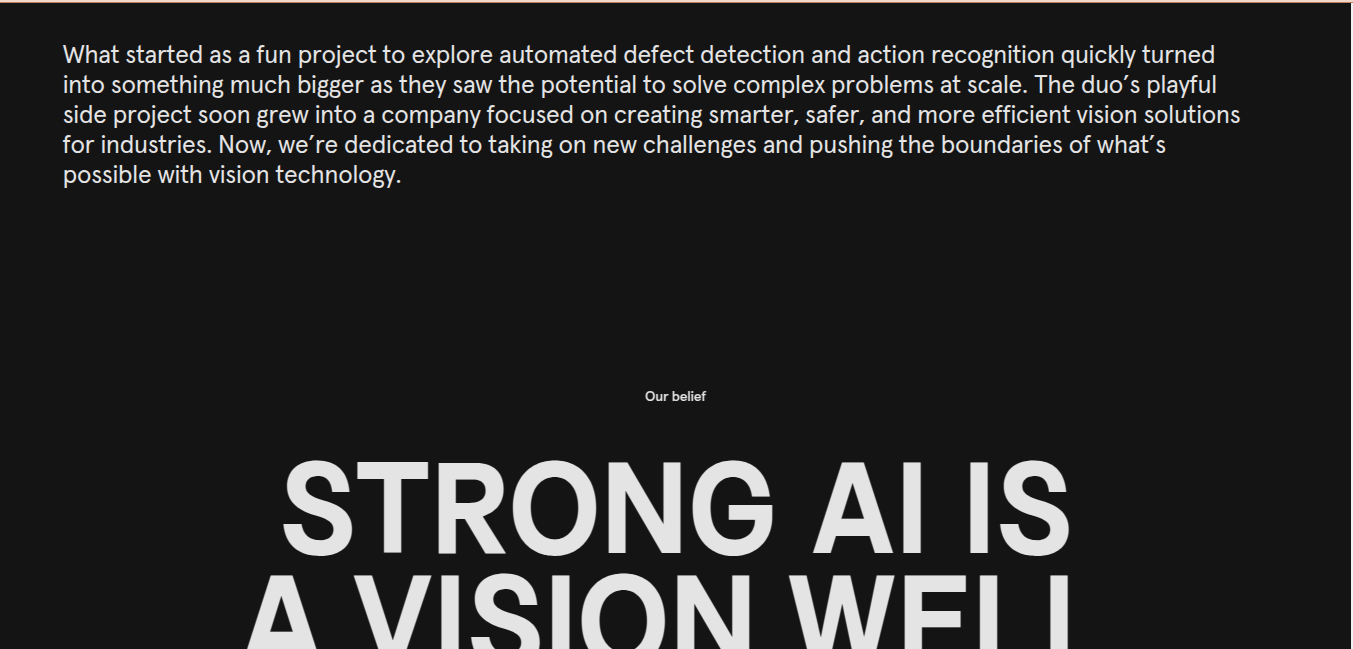 What started as a fun project to explore automated defect detection and action recognition quickly turned
into something much bigger as they saw the potential to solve complex problems at scale. The duo’s playful
side project soon grew into a company focused on creating smarter, safer, and more efficient vision solutions
for industries. Now, we’re dedicated to taking on new challenges and pushing the boundaries of what’s
possible with vision technology.
Our belief
STRONG AI IS
A VISION WELL